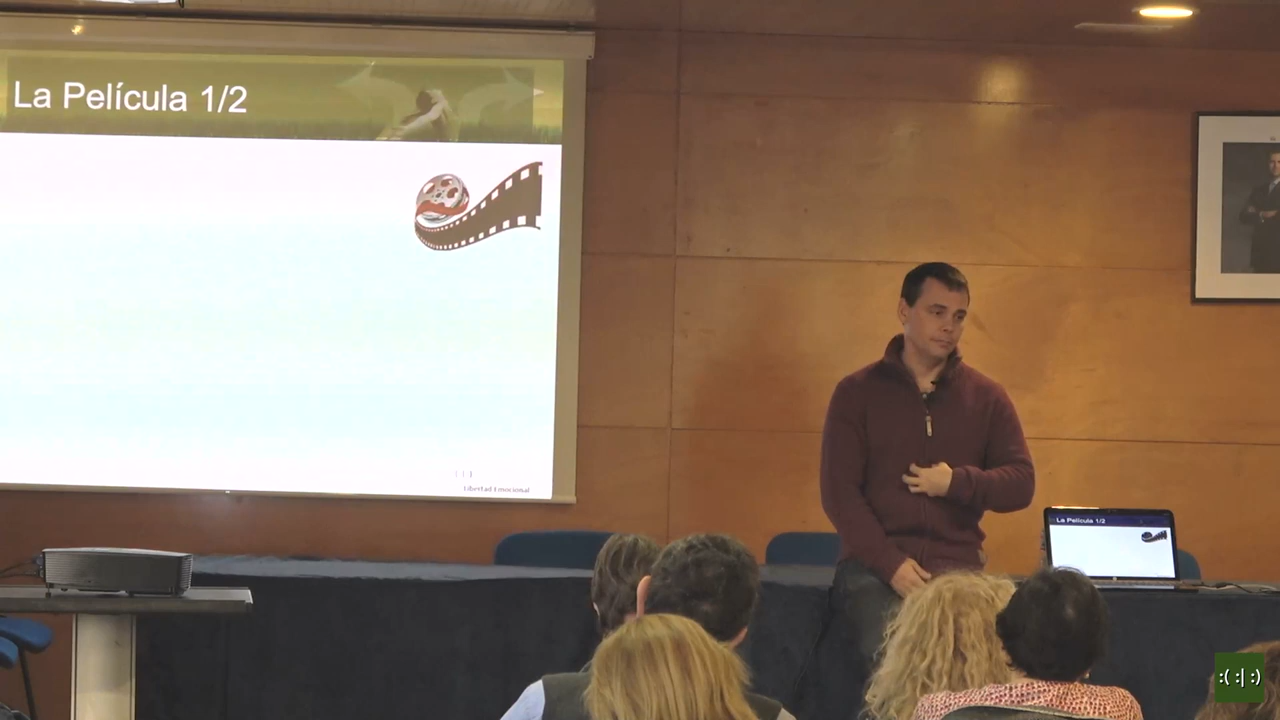 La Película 1/2
Libertad Emocional
La Película 1/2
:( :| :)